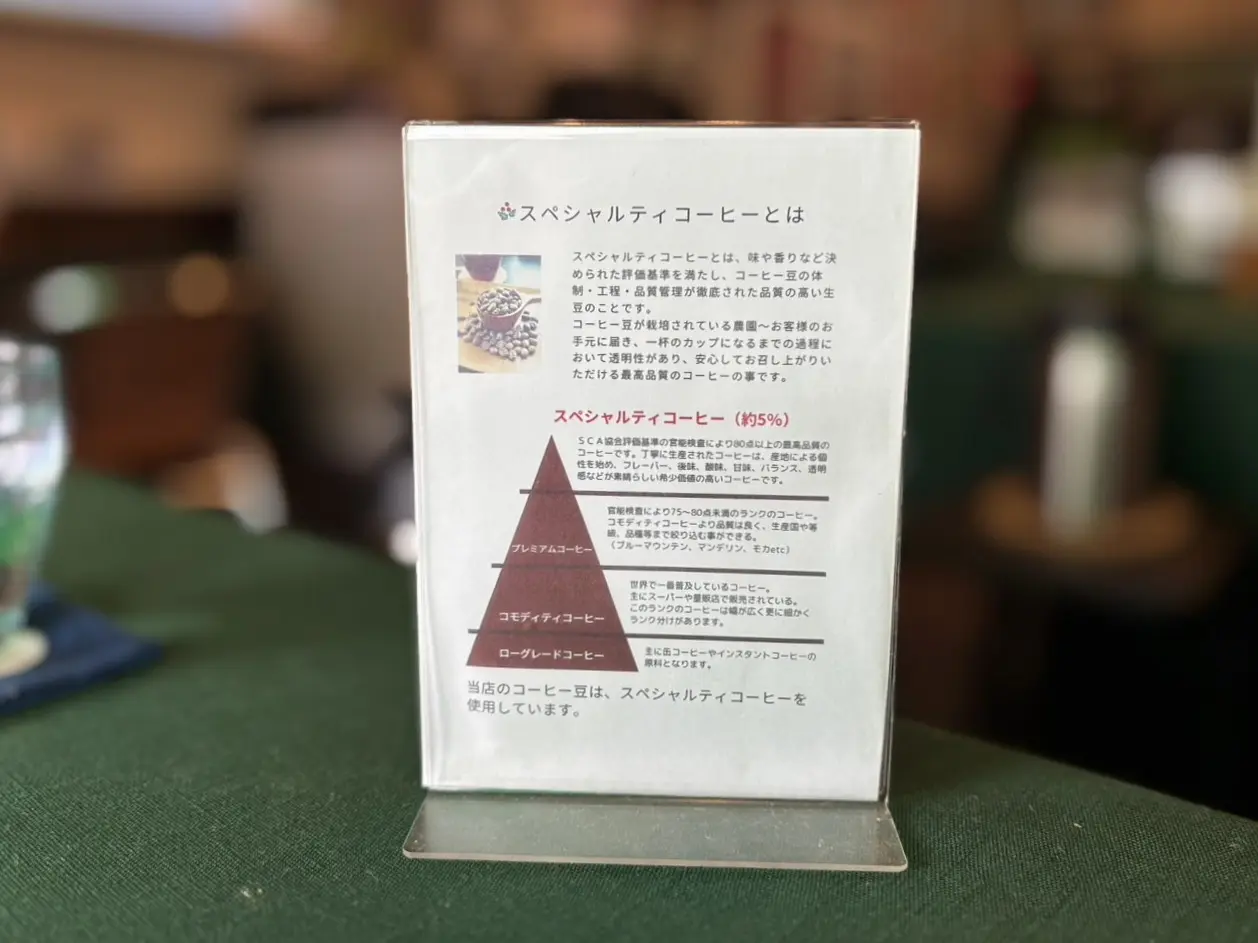 スペシャルティコーヒーとは
スペシャルティコーヒーとは、味や香りなど決
められた評価基準を満たし、コーヒー豆の体
制・工程・品質管理が徹底された品質の高い生
豆のことです。
コーヒー豆が栽培されている農園〜お客様のお
手元に届き、一杯のカップになるまでの過程に
おいて透明性があり、安心してお召し上がりい
ただける最高品質のコーヒーの事です。
スペシャルティコーヒー（約5%）
ＳＣＡ協会評価基準の官能検査により80点以上の最高品質の
コーヒーです。丁寧に生産されたコーヒーは、産地による個
性を始め、フレーバー、後味、酸味、甘味、バランス、透明
感などが素晴らしい希少価値の高いコーヒーです。
プレミアムコーヒー
官能検査により75〜80点未満のランクのコーヒー。
コモディティコーヒーより品質は良く、生産国や等
級、品種等まで絞り込む事ができる。
（ブルーマウンテン、マンデリン、モカetc）
コモディティコーヒー
世界で一番普及しているコーヒー。
主にスーパーや量販店で販売されている。
このランクのコーヒーは幅が広く更に細かく
ランク分けがあります。
ローグレードコーヒー
主に缶コーヒーやインスタントコーヒーの
原料となります。
当店のコーヒー豆は、スペシャルティコーヒーを
使用しています。